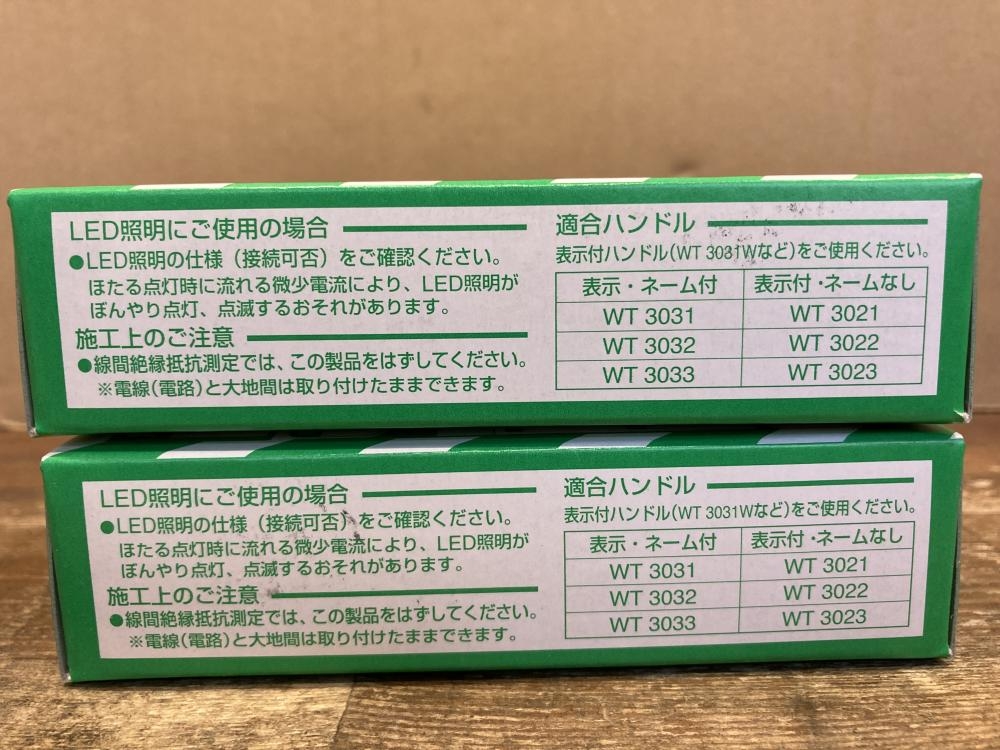 LED照明にご使用の場合
●LED照明の仕様（接続可否）をご確認ください。
ほたる点灯時に流れる微少電流により、LED照明が
ぼんやり点灯、点滅するおそれがあります。
施工上のご注意
●線間絶縁抵抗測定では、この製品をはずしてください。
※電線（電路）と大地間は取り付けたままできます。
適合ハンドル
表示付ハンドル(WT 3031Wなど)をご使用ください。
表示・ネーム付 表示付・ネームなし
WT 3031 WT 3021
WT 3032 WT 3022
WT 3033 WT 3023
LED照明にご使用の場合
●LED照明の仕様（接続可否）をご確認ください。
ほたる点灯時に流れる微少電流により、LED照明が
ぼんやり点灯、点滅するおそれがあります。
施工上のご注意
●線間絶縁抵抗測定では、この製品をはずしてください。
※電線（電路）と大地間は取り付けたままできます。
適合ハンドル
表示付ハンドル(WT 3031Wなど)をご使用ください。
表示・ネーム付 表示付・ネームなし
WT 3031 WT 3021
WT 3032 WT 3022
WT 3033 WT 3023